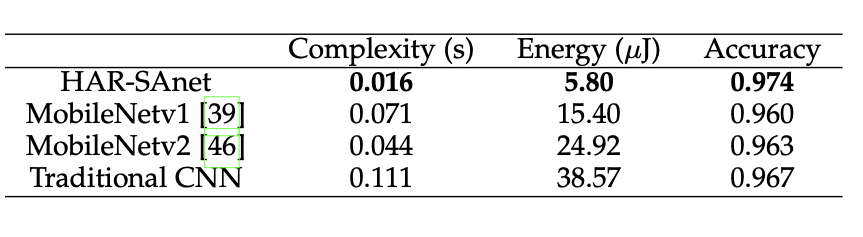 Complexity (s) Energy (μJ) Accuracy
HAR-SAnet 0.016 5.80 0.974
MobileNetv1 [39] 0.071 15.40 0.960
MobileNetv2 [46] 0.044 24.92 0.963
Traditional CNN 0.111 38.57 0.967